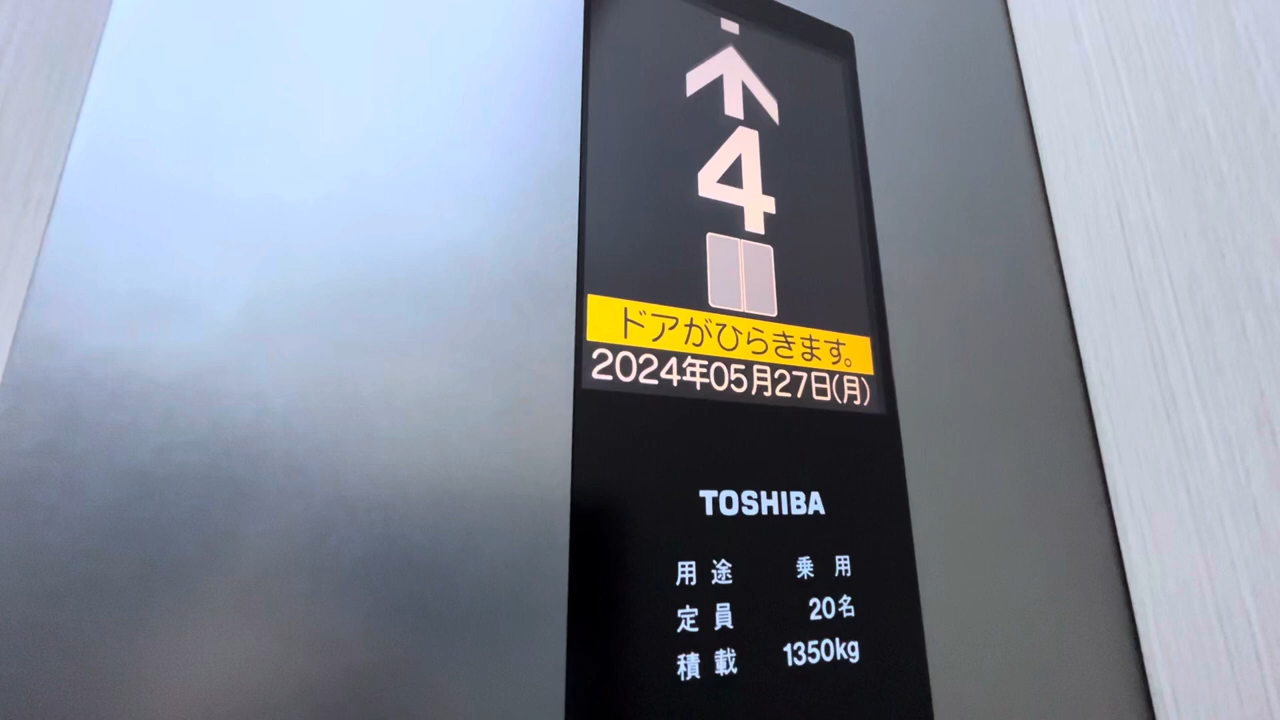 4
ドアがひらきます。
2024年05月27日(月)
TOSHIBA
用途 乗用
定員 20名
積載 1350kg